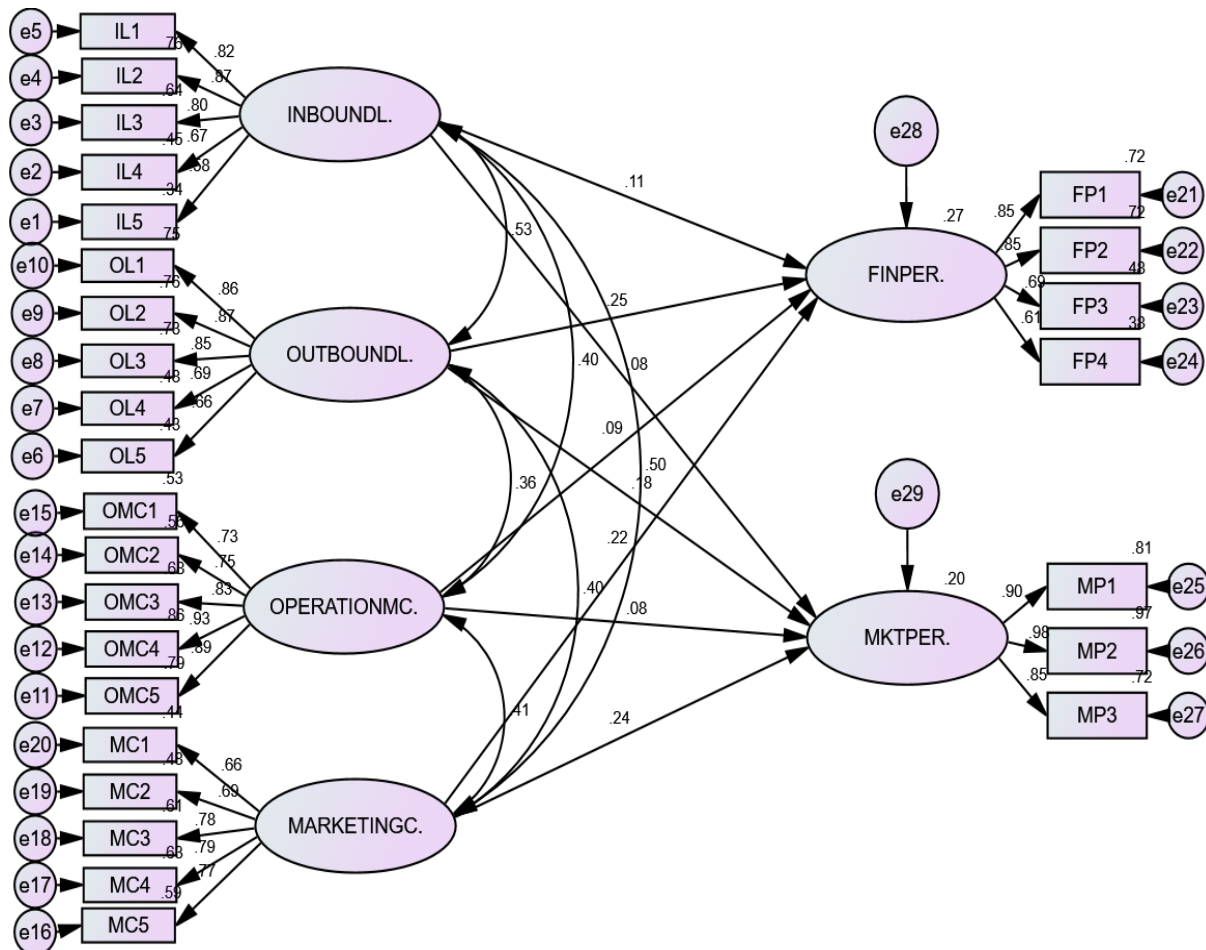 e5 IL1
.82
.76
e4 IL2
.87
.64
e3 IL3
.80
.45
.67
e2 IL4
.58
.34
e1 IL5
.75
INBOUNDL.
e10 OL1
.86
.76
e9 OL2
.87
.73
e8 OL3
.85
.48
.69
e7 OL4
.66
.43
e6 OL5
.53
OUTBOUNDL.
e15 OMC1
.73
.56
e14 OMC2
.75
.68
e13 OMC3
.83
.86
.93
e12 OMC4
.89
.79
e11 OMC5
.44
OPERATIONMC.
e20 MC1
.66
.48
e19 MC2
.69
.61
e18 MC3
.78
.63
.79
e17 MC4
.77
.59
e16 MC5
MARKETINGC.
.11
.53
.25
.40
.08
.09
.50
.18
.36
.22
.40
.08
.41
.24
e28
.27
FINPER.
.72
.85
FP1 e21
.72
.85
FP2 e22
.48
.69
FP3 e23
.38
.61
FP4 e24
e29
.20
MKTPER.
.81
.90
MP1 e25
.97
.98
MP2 e26
.72
.85
MP3 e27